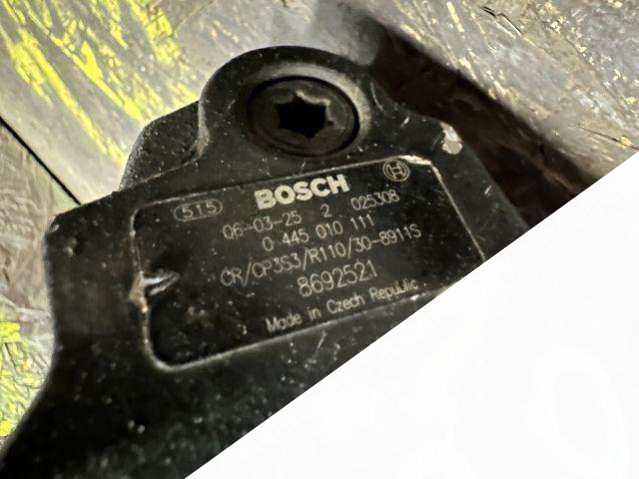 515 BOSCH
06-03-25 2 025308
0 445 010 111
CR/CP3S3/R110/30-8911S
8692521
Made in Czech Republic